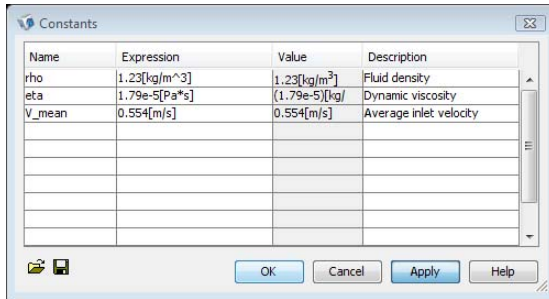 Constants
Name Expression Value Description
rho 1.23[kg/m^3] 1.23[kg/m³] Fluid density
eta 1.79e-5[Pa*s] (1.79e-5)[kg/ Dynamic viscosity
V_mean 0.554[m/s] 0.554[m/s] Average inlet velocity
OK Cancel Apply Help